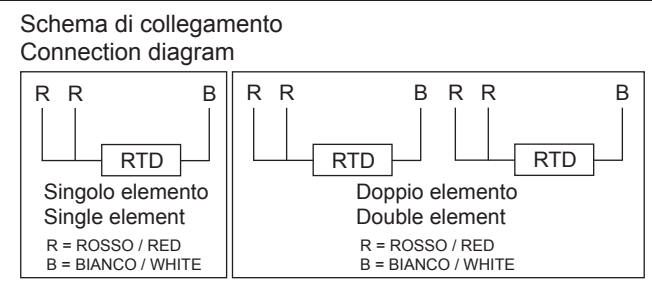 Schema di collegamento
Connection diagram
R R B
RTD
Singolo elemento
Single element
R = ROSSO / RED
B = BIANCO / WHITE
R R B R R B
RTD RTD
Doppio elemento
Double element
R = ROSSO / RED
B = BIANCO / WHITE